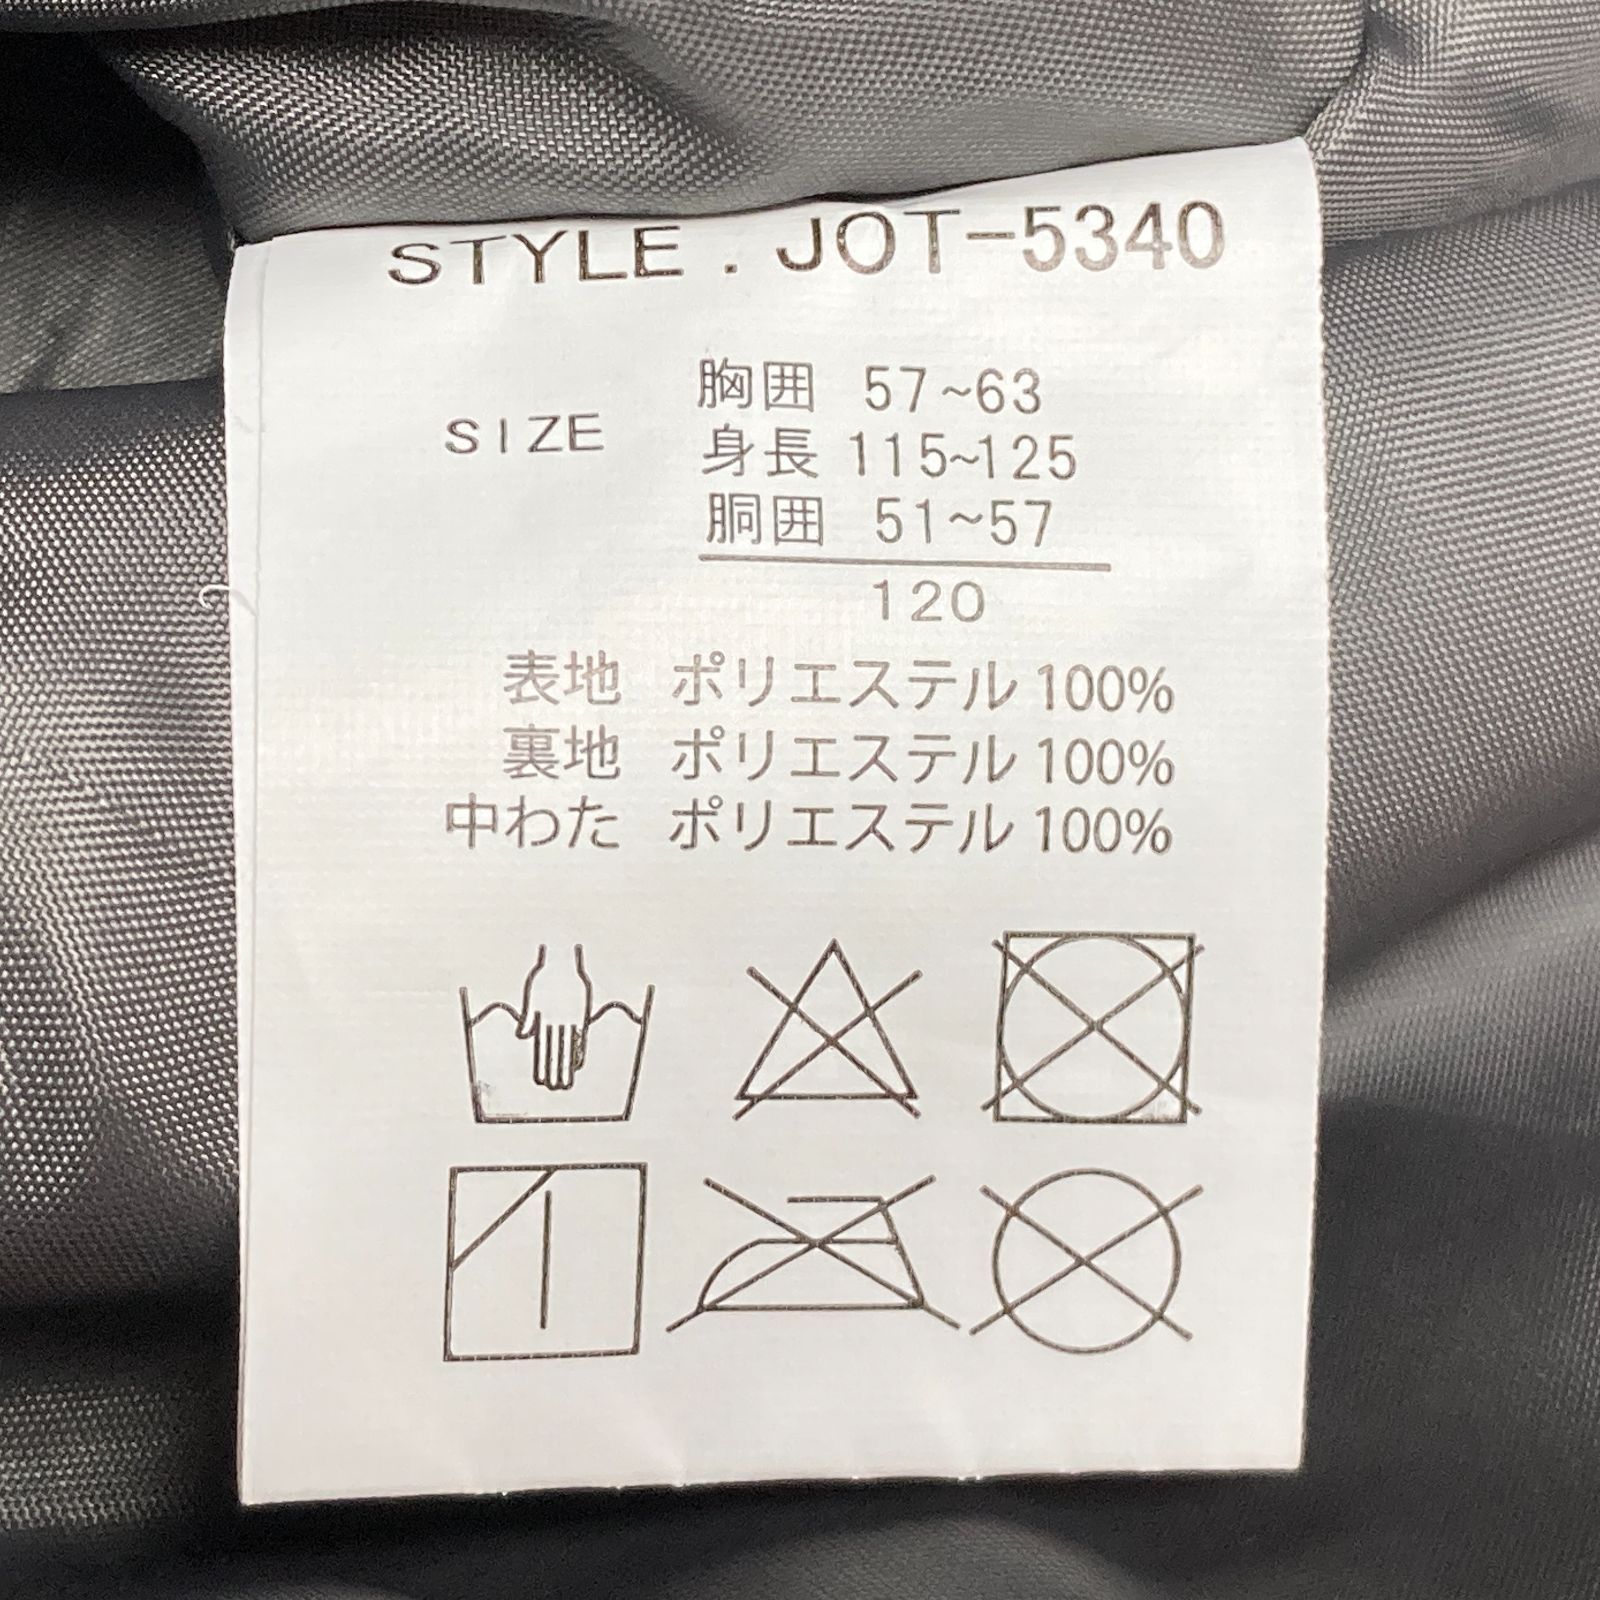 STYLE . JOT-5340
胸囲 57~63
SIZE 身長 115~125
胴囲 51~57
120
表地 ポリエステル 100%
裏地 ポリエステル 100%
中わた ポリエステル 100%